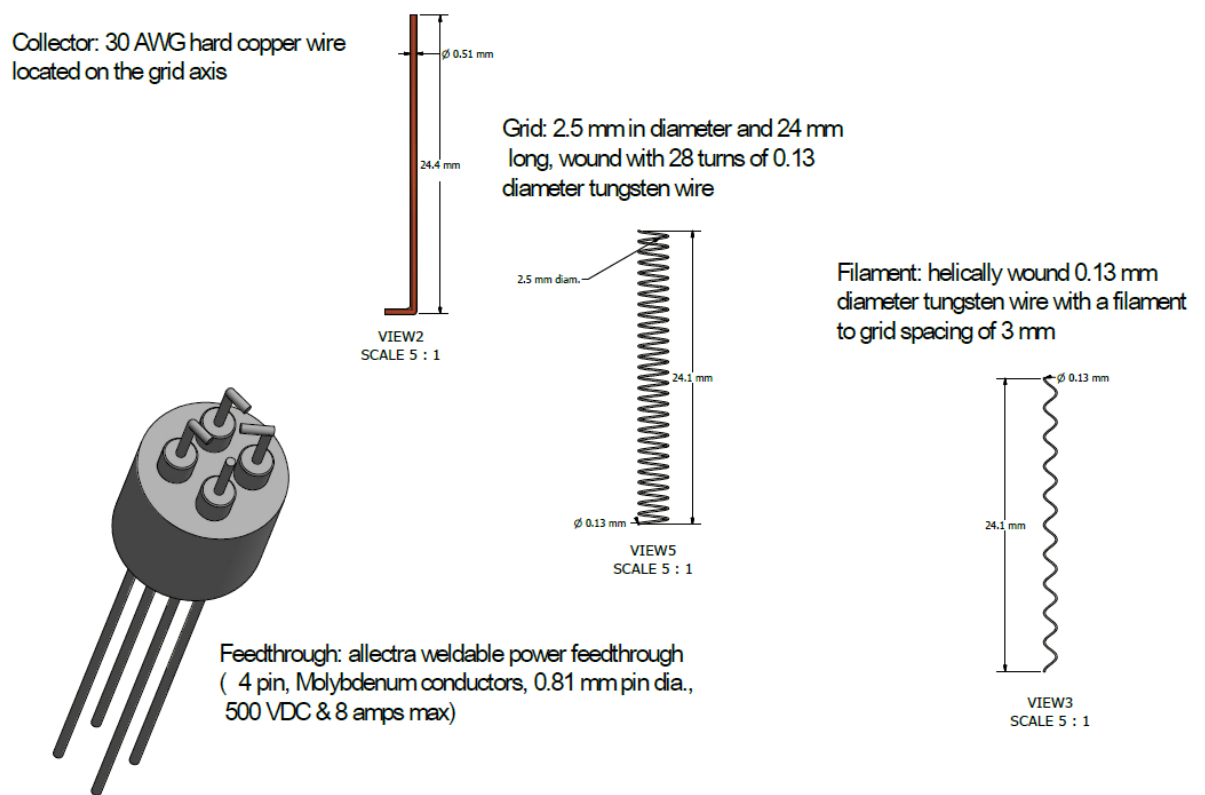 Collector: 30 AWG hard copper wire
located on the grid axis
Ø 0.51 mm
24.4 mm
VIEW2
SCALE 5 : 1
Grid: 2.5 mm in diameter and 24 mm
long, wound with 28 turns of 0.13
diameter tungsten wire
2.5 mm diam.
24.1 mm
Ø 0.13 mm
VIEW5
SCALE 5 : 1
Filament: helically wound 0.13 mm
diameter tungsten wire with a filament
to grid spacing of 3 mm
Ø 0.13 mm
24.1 mm
VIEW3
SCALE 5 : 1
Feedthrough: allectra weldable power feedthrough
( 4 pin, Molybdenum conductors, 0.81 mm pin dia.,
500 VDC & 8 amps max)